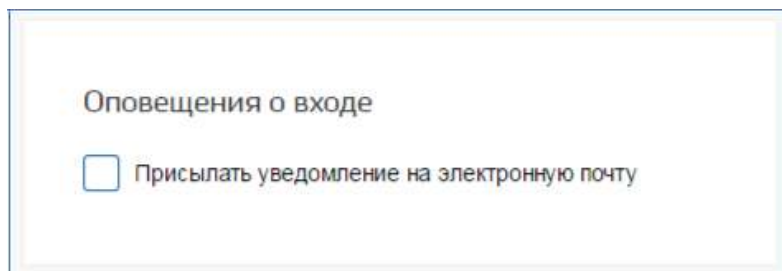 Оповещения о входе
Присылать уведомление на электронную почту